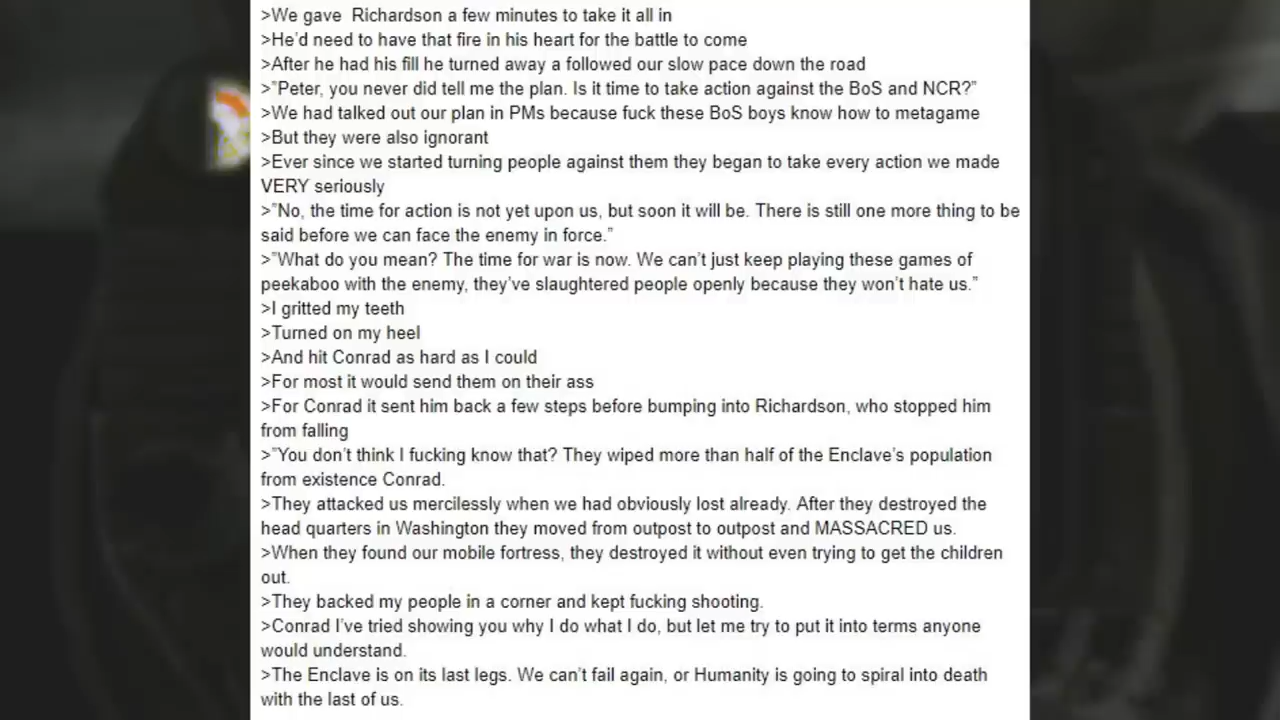 >We gave  Richardson a few minutes to take it all in
>He'd need to have that fire in his heart for the battle to come
>After he had his fill he turned away a followed our slow pace down the road
>"Peter, you never did tell me the plan. Is it time to take action against the BoS and NCR?"
>We had talked out our plan in PMs because fuck these BoS boys know how to metagame
>But they were also ignorant
>Ever since we started turning people against them they began to take every action we made
VERY seriously
>"No, the time for action is not yet upon us, but soon it will be. There is still one more thing to be
said before we can face the enemy in force."
>"What do you mean? The time for war is now. We can't just keep playing these games of
peekaboo with the enemy, they've slaughtered people openly because they won't hate us."
>I gritted my teeth
>Turned on my heel
>And hit Conrad as hard as I could
>For most it would send them on their ass
>For Conrad it sent him back a few steps before bumping into Richardson, who stopped him
from falling
>"You don't think I fucking know that? They wiped more than half of the Enclave's population
from existence Conrad.
>They attacked us mercilessly when we had obviously lost already. After they destroyed the
head quarters in Washington they moved from outpost to outpost and MASSACRED us.
>When they found our mobile fortress, they destroyed it without even trying to get the children
out.
>They backed my people in a corner and kept fucking shooting.
>Conrad I've tried showing you why I do what I do, but let me try to put it into terms anyone
would understand.
>The Enclave is on its last legs. We can't fail again, or Humanity is going to spiral into death
with the last of us.